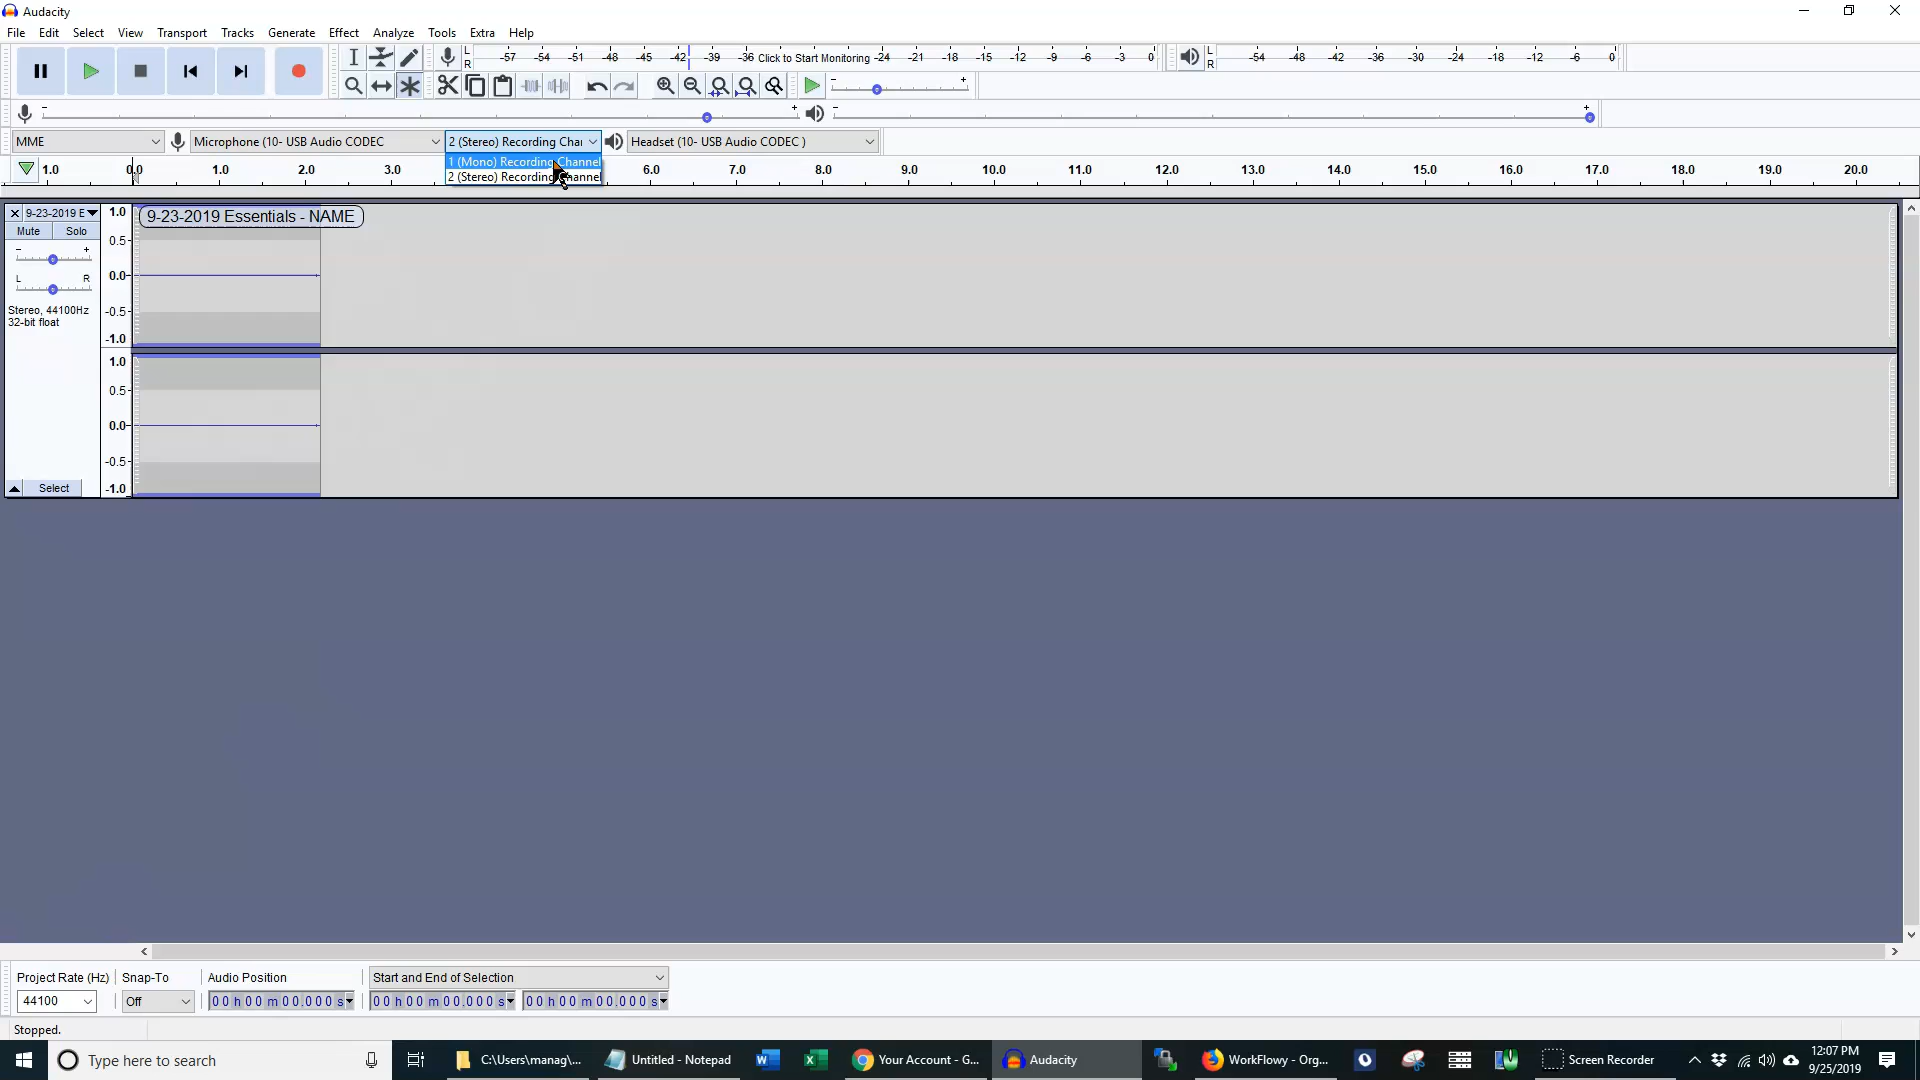 Audacity
File Edit Select View Transport Tracks Generate Effect Analyze Tools Extra Help
L R -57 -54 -51 -48 -45 -42 -39 -36 Click to Start Monitoring -24 -21 -18 -15 -12 -9 -6 -3 0 L R -54 -48 -42 -36 -30 -24 -18 -12 -6 0
- + 
- + - +
MME Microphone (10- USB Audio CODEC 2 (Stereo) Recording Char Headset (10- USB Audio CODEC )
1 (Mono) Recording Channel
2 (Stereo) Recording Channel
1.0 0.0 1.0 2.0 3.0 6.0 7.0 8.0 9.0 10.0 11.0 12.0 13.0 14.0 15.0 16.0 17.0 18.0 19.0 20.0
9-23-2019 E 1.0 9-23-2019 Essentials - NAME
Mute Solo
- + 0.5
L R 0.0
Stereo, 44100Hz -0.5
32-bit float
-1.0
1.0
0.5
0.0
-0.5
Select -1.0
Project Rate (Hz) Snap-To Audio Position Start and End of Selection
44100 Off 00 h 00 m 00.000 s 00 h 00 m 00.000 s 00 h 00 m 00.000 s
Stopped.
Type here to search C:\Users\manag\... Untitled - Notepad Your Account - G... Audacity WorkFlowy - Org... Screen Recorder 12:07 PM
9/25/2019